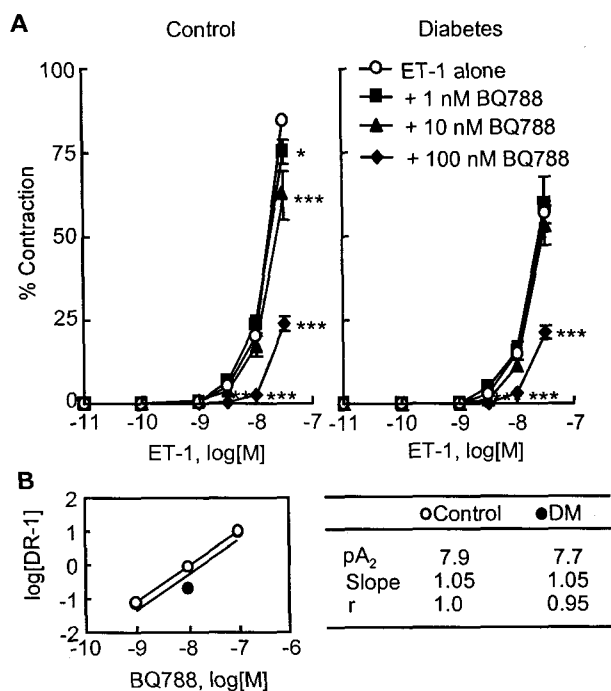 A
Control
Diabetes
ET-1 alone
+ 1 nM BQ788
+ 10 nM BQ788
+ 100 nM BQ788
100
75
50
25
0
% Contraction
*
***
***
***
***
-11 -10 -9 -8 -7
ET-1, log[M]
***
***
-11 -10 -9 -8 -7
ET-1, log[M]
B
2
1
0
-1
-2
log[DR-1]
-10 -9 -8 -7 -6
BQ788, log[M]
Control DM
pA2 7.9 7.7
Slope 1.05 1.05
r 1.0 0.95